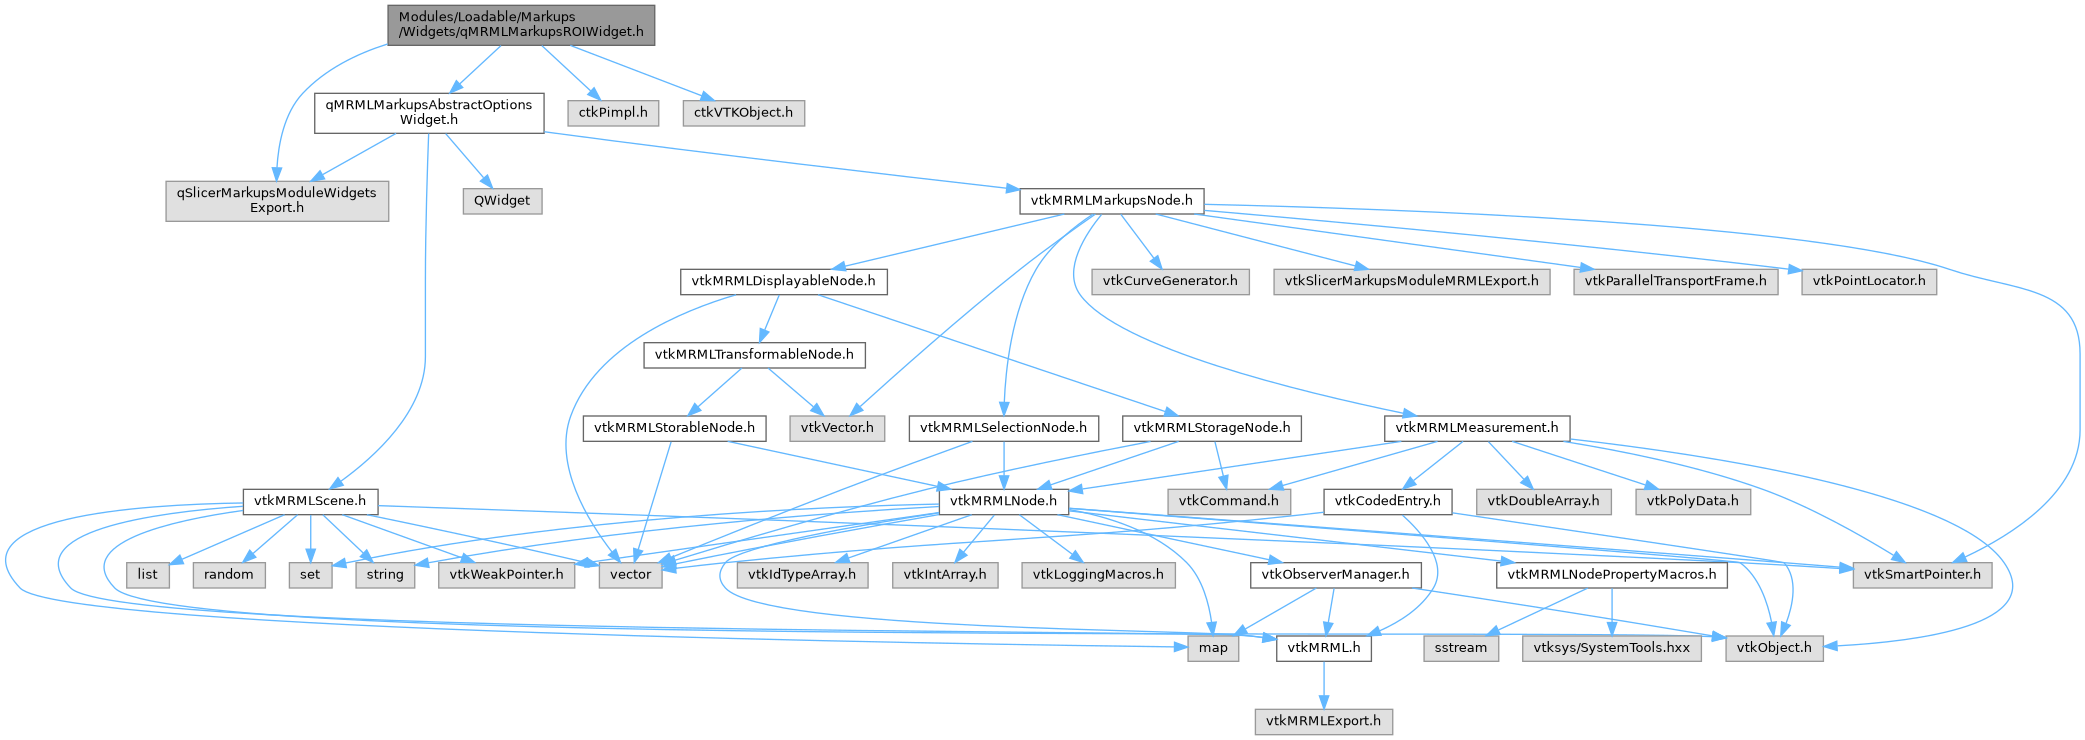 Modules/Loadable/Markups
/Widgets/qMRMLMarkupsROIWidget.h
qMRMLMarkupsAbstractOptions
Widget.h
ctkPimpl.h
ctkVTKObject.h
qSlicerMarkupsModuleWidgets
Export.h
QWidget
vtkMRMLMarkupsNode.h
vtkMRMLDisplayableNode.h
vtkCurveGenerator.h
vtkSlicerMarkupsModuleMRMLExport.h
vtkParallelTransportFrame.h
vtkPointLocator.h
vtkMRMLTransformableNode.h
vtkMRMLStorableNode.h
vtkVector.h
vtkMRMLSelectionNode.h
vtkMRMLStorageNode.h
vtkMRMLMeasurement.h
vtkMRMLScene.h
vtkMRMLNode.h
vtkCommand.h
vtkCodedEntry.h
vtkDoubleArray.h
vtkPolyData.h
list
random
set
string
vtkWeakPointer.h
vector
vtkIdTypeArray.h
vtkIntArray.h
vtkLoggingMacros.h
vtkObserverManager.h
vtkMRMLNodePropertyMacros.h
vtkSmartPointer.h
map
vtkMRML.h
sstream
vtksys/SystemTools.hxx
vtkObject.h
vtkMRMLExport.h